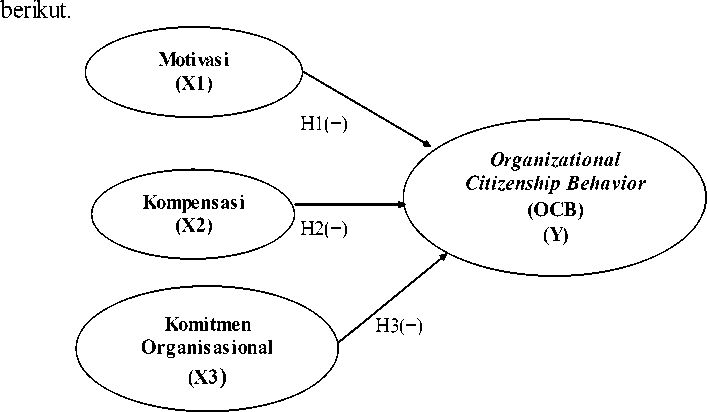 berikut.
Motivasi
(X1)
H1(−)
Organizational
Citizenship Behavior
(OCB)
(Y)
Kompensasi
(X2)
H2(−)
H3(−)
Komitmen
Organisasional
(X3)